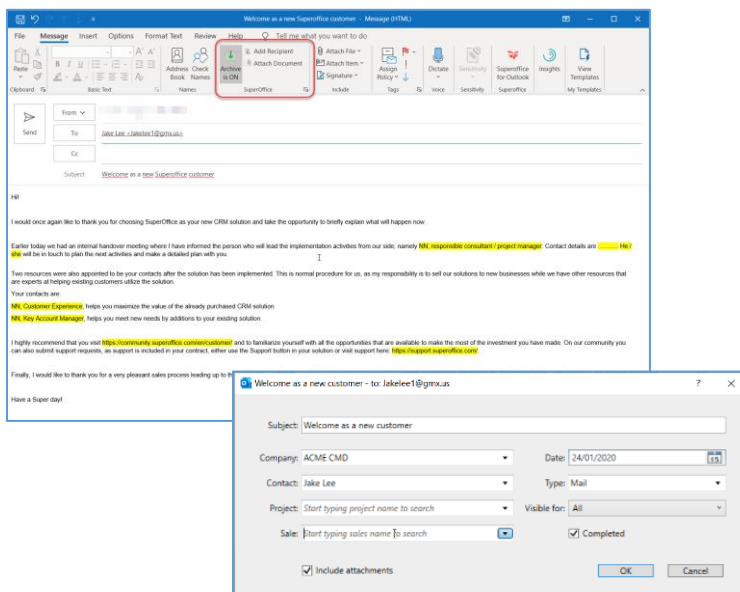 Welcome as a new Superoffice customer - Message (HTML)
File Message Insert Options Format Text Review Help Tell me what you want to do
Paste
B I U
Address Book
Check Names
Archive is ON
Add Recipient
Attach Document
Attach File
Attach Item
Signature
Assign Policy
Dictate
Sensitivity
Superoffice for Outlook
Insights
View Templates
Clipboard Basic Text Names SuperOffice Include Tags Voice Sensitivity Superoffice My Templates
Send
From
To Jake Lee <Jakelee1@gmx.us>
Cc
Subject Welcome as a new Superoffice customer
Hi!
I would once again like to thank you for choosing SuperOffice as your new CRM solution and take the opportunity to briefly explain what will happen now.
Earlier today we had an internal handover meeting where I have informed the person who will lead the implementation activities from our side, namely NN, responsible consultant / project manager. Contact details are ............ He /
she will be in touch to plan the next activities and make a detailed plan with you.
Two resources were also appointed to be your contacts after the solution has been implemented. This is normal procedure for us, as my responsibility is to sell our solutions to new businesses while we have other resources that
are experts at helping existing customers utilize the solution.
Your contacts are:
NN, Customer Experience, helps you maximize the value of the already purchased CRM solution.
NN, Key Account Manager, helps you meet new needs by additions to your existing solution.
I highly recommend that you visit https://community.superoffice.com/en/customer/ and to familiarize yourself with all the opportunities that are available to make the most of the investment you have made. On our community you
can also submit support requests, as support is included in your contract, either use the Support button in your solution or visit support here: https://support.superoffice.com/
Finally, I would like to thank you for a very pleasant sales process leading up to
Have a Super day!
Welcome as a new customer - to: Jakelee1@gmx.us ? X
Subject: Welcome as a new customer
Company: ACME CMD Date: 24/01/2020 15
Contact: Jake Lee Type: Mail
Project: Start typing project name to search Visible for: All
Sale: Start typing sales name to search Completed
Include attachments OK Cancel